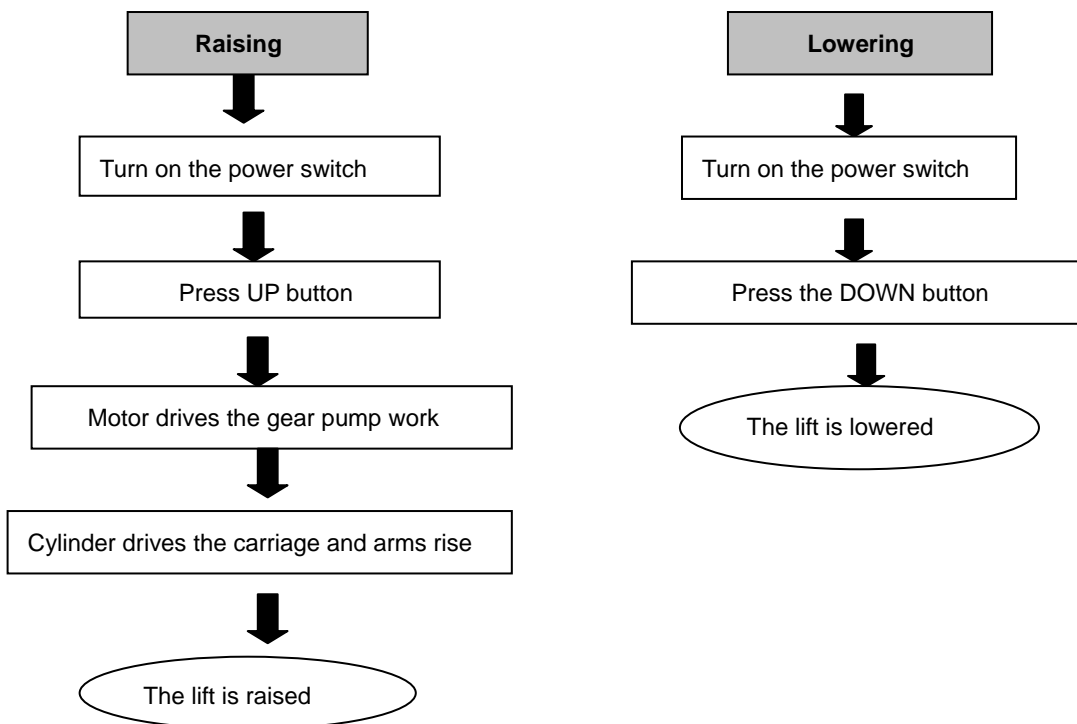 Raising
Turn on the power switch
Press UP button
Motor drives the gear pump work
Cylinder drives the carriage and arms rise
The lift is raised
Lowering
Turn on the power switch
Press the DOWN button
The lift is lowered